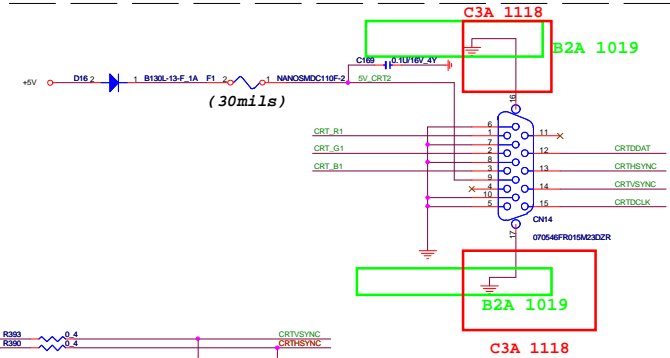 C3A 1118
B2A 1019
C169 0.1U/16V_4Y
+5V D16 2 1 B130L-13-F_1A F1 2 1 NANOSMDC110F-2 5V_CRT2
(30mils)
16
6
CRT_R1 1 11
7
CRT_G1 2 12 CRTDDAT
8
CRT_B1 3 13 CRTHSYNC
9
4 14 CRTVSYNC
10
5 15 CRTDCLK
CN14
17
070546FR015M23DZR
B2A 1019
C3A 1118
R393 0_4 CRTVSYNC
R390 0_4 CRTHSYNC